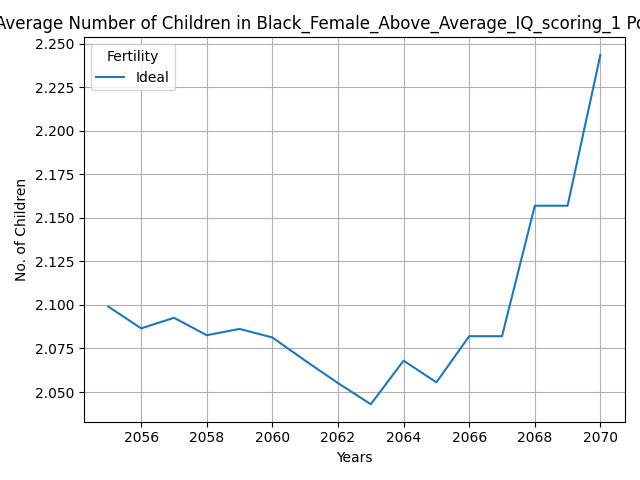 Average Number of Children in Black_Female_Above_Average_IQ_scoring_1 Po
2.250
2.225
2.200
2.175
2.150
2.125
2.100
2.075
2.050
No. of Children
Fertility
Ideal
2056 2058 2060 2062 2064 2066 2068 2070
Years